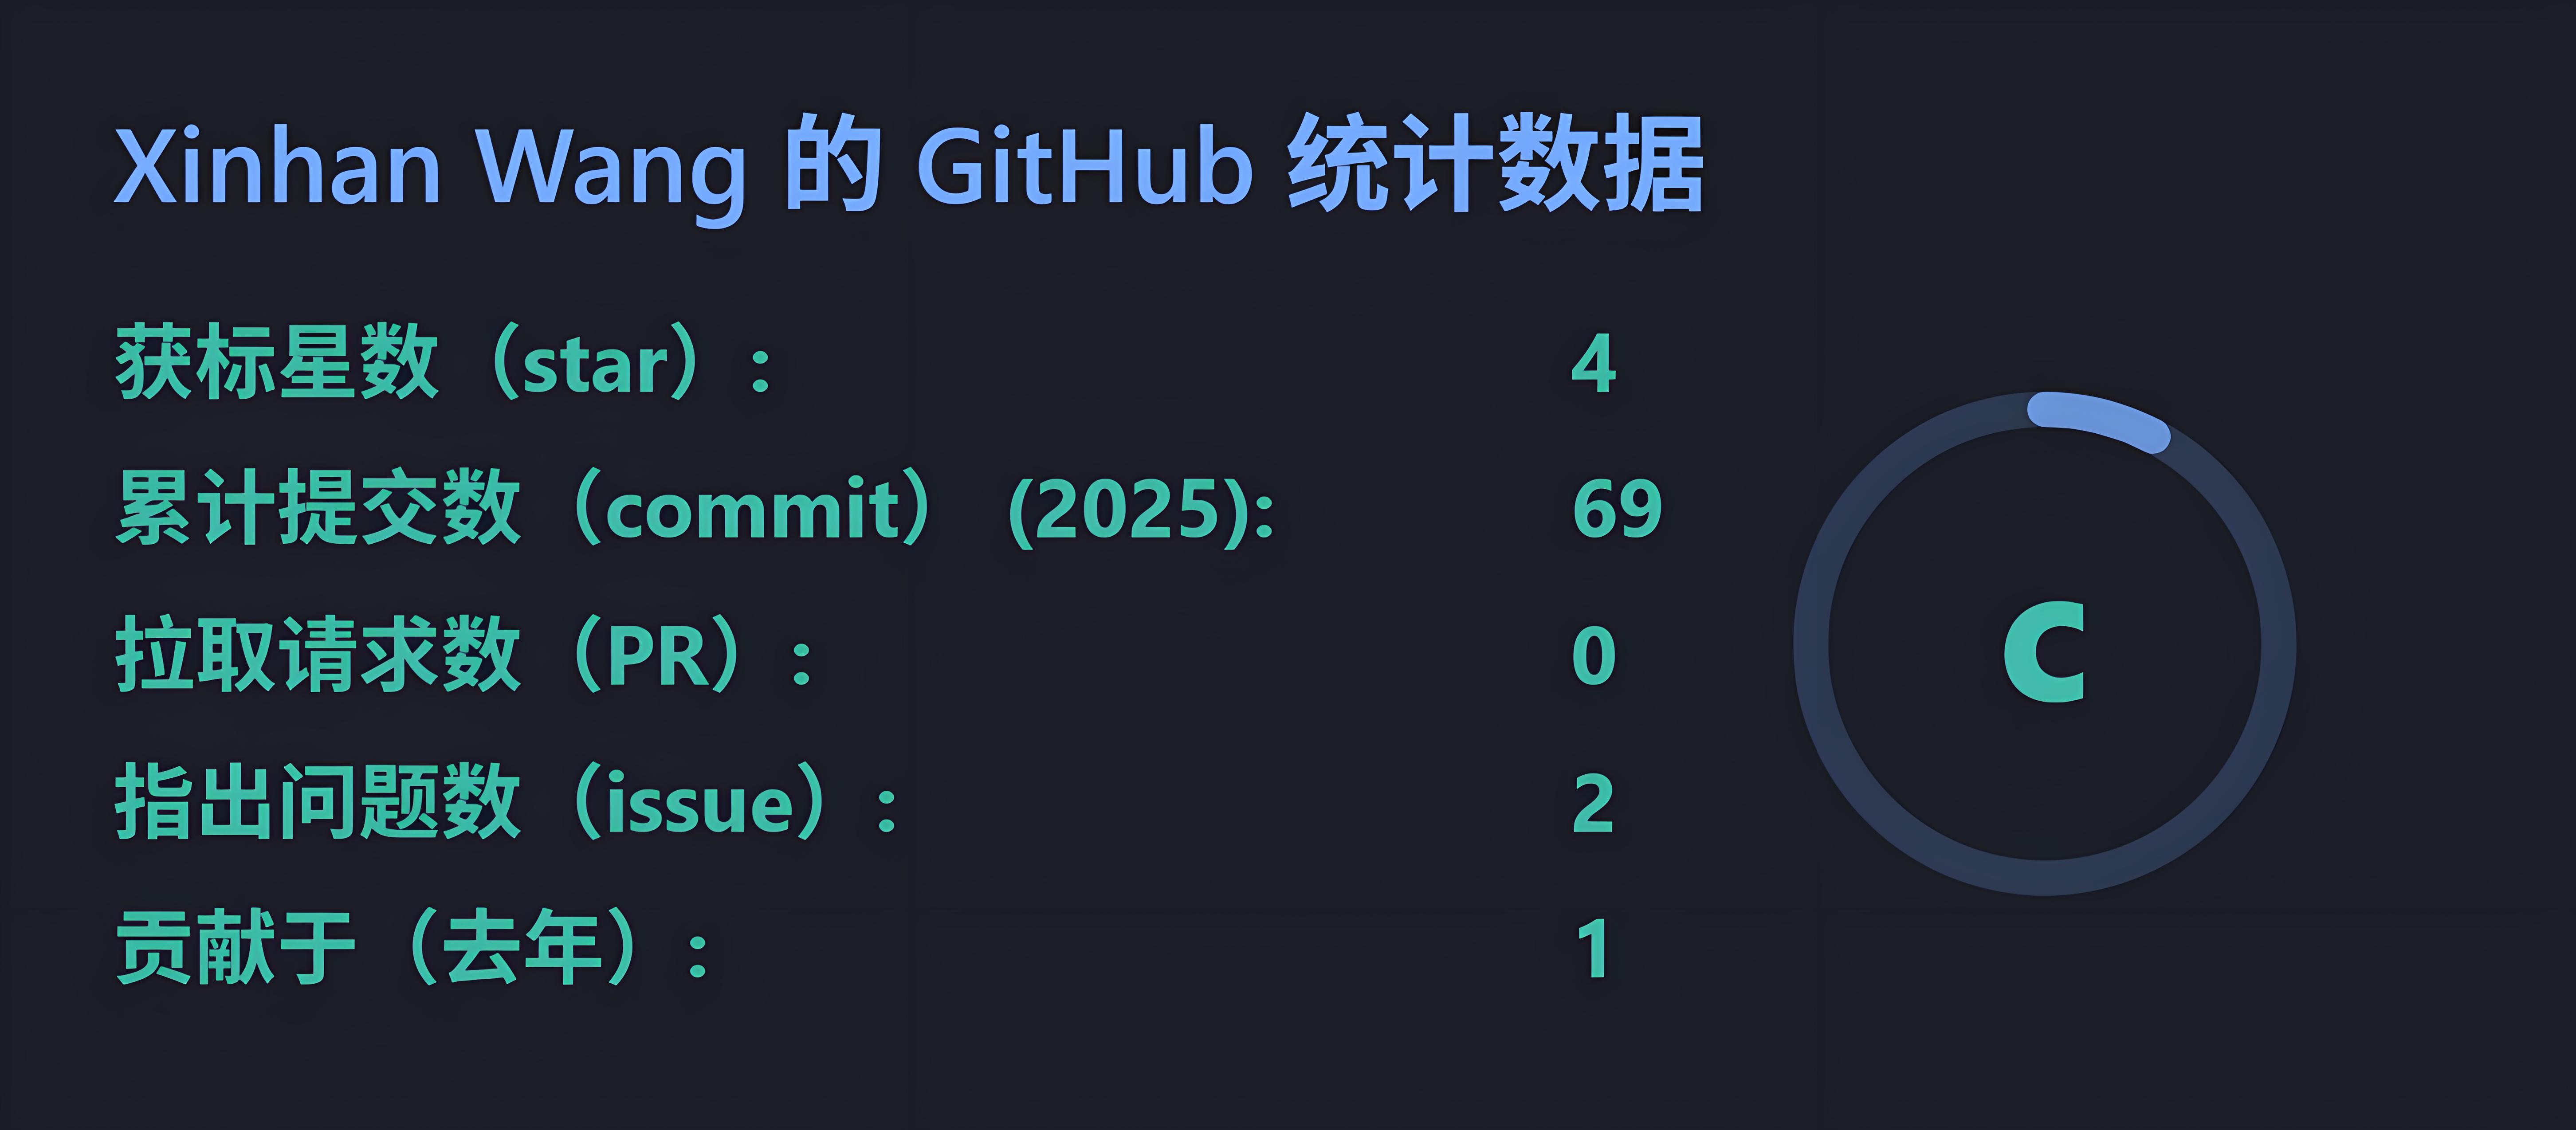 Xinhan Wang 的 GitHub 统计数据
获标星数（star）: 4
累计提交数（commit） (2025): 69
拉取请求数（PR）: 0
指出问题数（issue）: 2
贡献于（去年）: 1
C